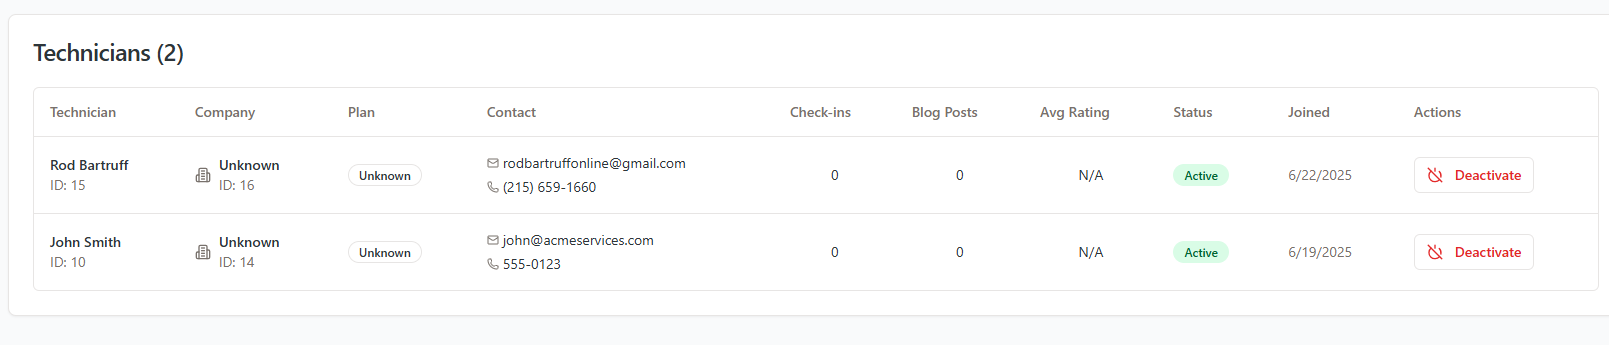 Technicians (2)
Technician Company Plan Contact Check-ins Blog Posts Avg Rating Status Joined Actions
Rod Bartruff
ID: 15
Unknown
ID: 16
Unknown
rodbartruffonline@gmail.com
(215) 659-1660
0
0
N/A
Active
6/22/2025
Deactivate
John Smith
ID: 10
Unknown
ID: 14
Unknown
john@acmeservices.com
555-0123
0
0
N/A
Active
6/19/2025
Deactivate